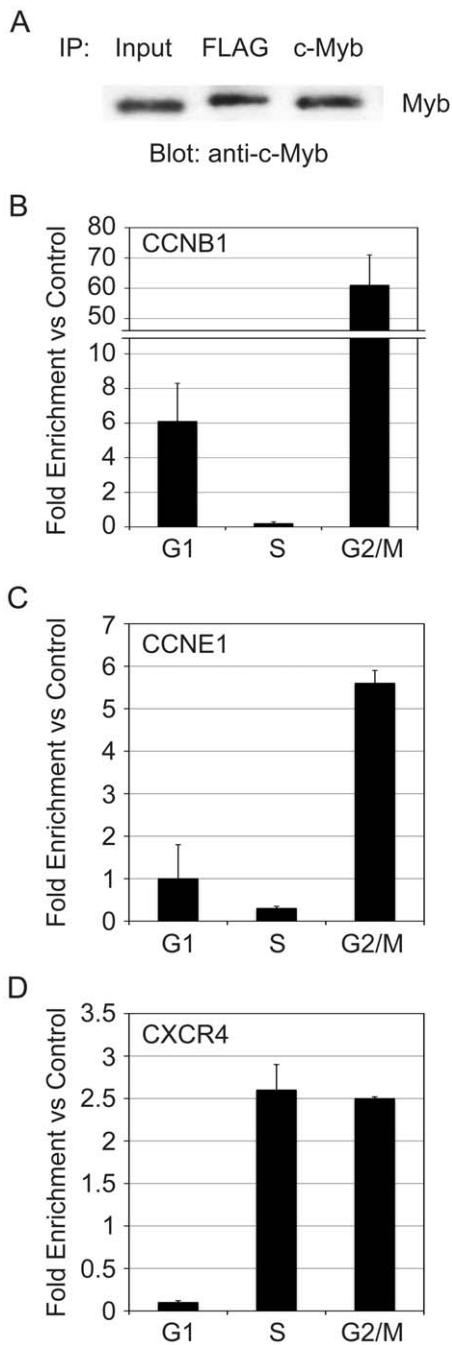 A
IP: Input FLAG c-Myb
Myb
Blot: anti-c-Myb
B
Fold Enrichment vs Control
80
70
60
50
10
8
6
4
2
0
CCNB1
G1 S G2/M
C
Fold Enrichment vs Control
7
6
5
4
3
2
1
0
CCNE1
G1 S G2/M
D
Fold Enrichment vs Control
3.5
3
2.5
2
1.5
1
0.5
0
CXCR4
G1 S G2/M